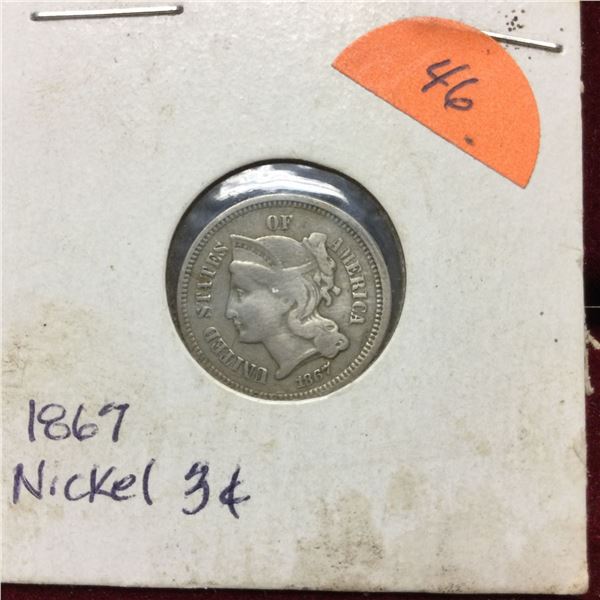 46.
UNITED STATES OF AMERICA
1867
1867
Nickel 3¢